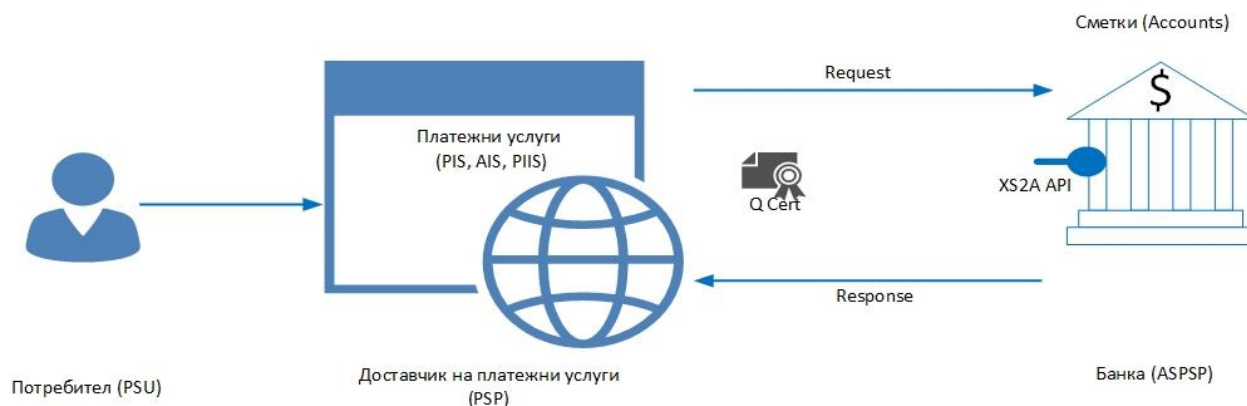 Сметки (Accounts)
Request
$
Платежни услуги
(PIS, AIS, PIIS)
XS2A API
Q Cert
Response
Потребител (PSU)
Доставчик на платежни услуги
(PSP)
Банка (ASPSP)